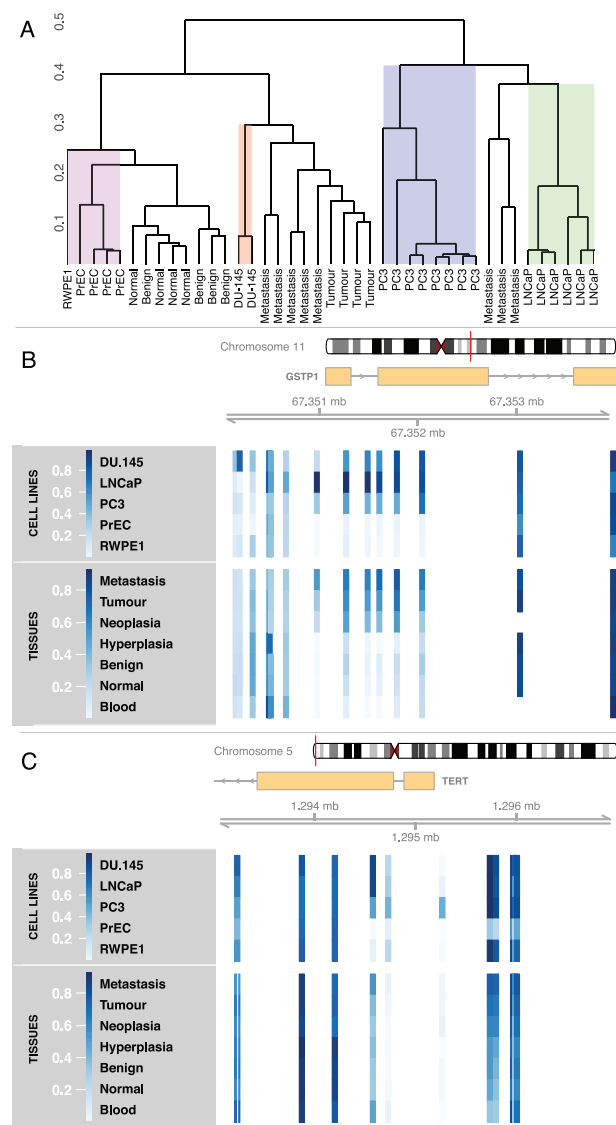 A
0.5
0.4
0.3
0.2
0.1
RWPE1 PrEC PrEC PrEC PrEC Normal Benign Normal Normal Normal Benign Benign Benign DU-145 DU-145 Metastasis Metastasis Metastasis Metastasis Metastasis Tumour Tumour Tumour Tumour PC3 PC3 PC3 PC3 PC3 PC3 PC3 PC3 Metastasis Metastasis Metastasis LNCaP LNCaP LNCaP LNCaP LNCaP LNCaP
B
Chromosome 11
GSTP1
67.351 mb
67.353 mb
67.352 mb
CELL LINES
0.8
0.6
0.4
0.2
DU.145
LNCaP
PC3
PrEC
RWPE1
TISSUES
0.8
0.6
0.4
0.2
Metastasis
Tumour
Neoplasia
Hyperplasia
Benign
Normal
Blood
C
Chromosome 5
TERT
1.294 mb
1.296 mb
1.295 mb
CELL LINES
0.8
0.6
0.4
0.2
DU.145
LNCaP
PC3
PrEC
RWPE1
TISSUES
0.8
0.6
0.4
0.2
Metastasis
Tumour
Neoplasia
Hyperplasia
Benign
Normal
Blood